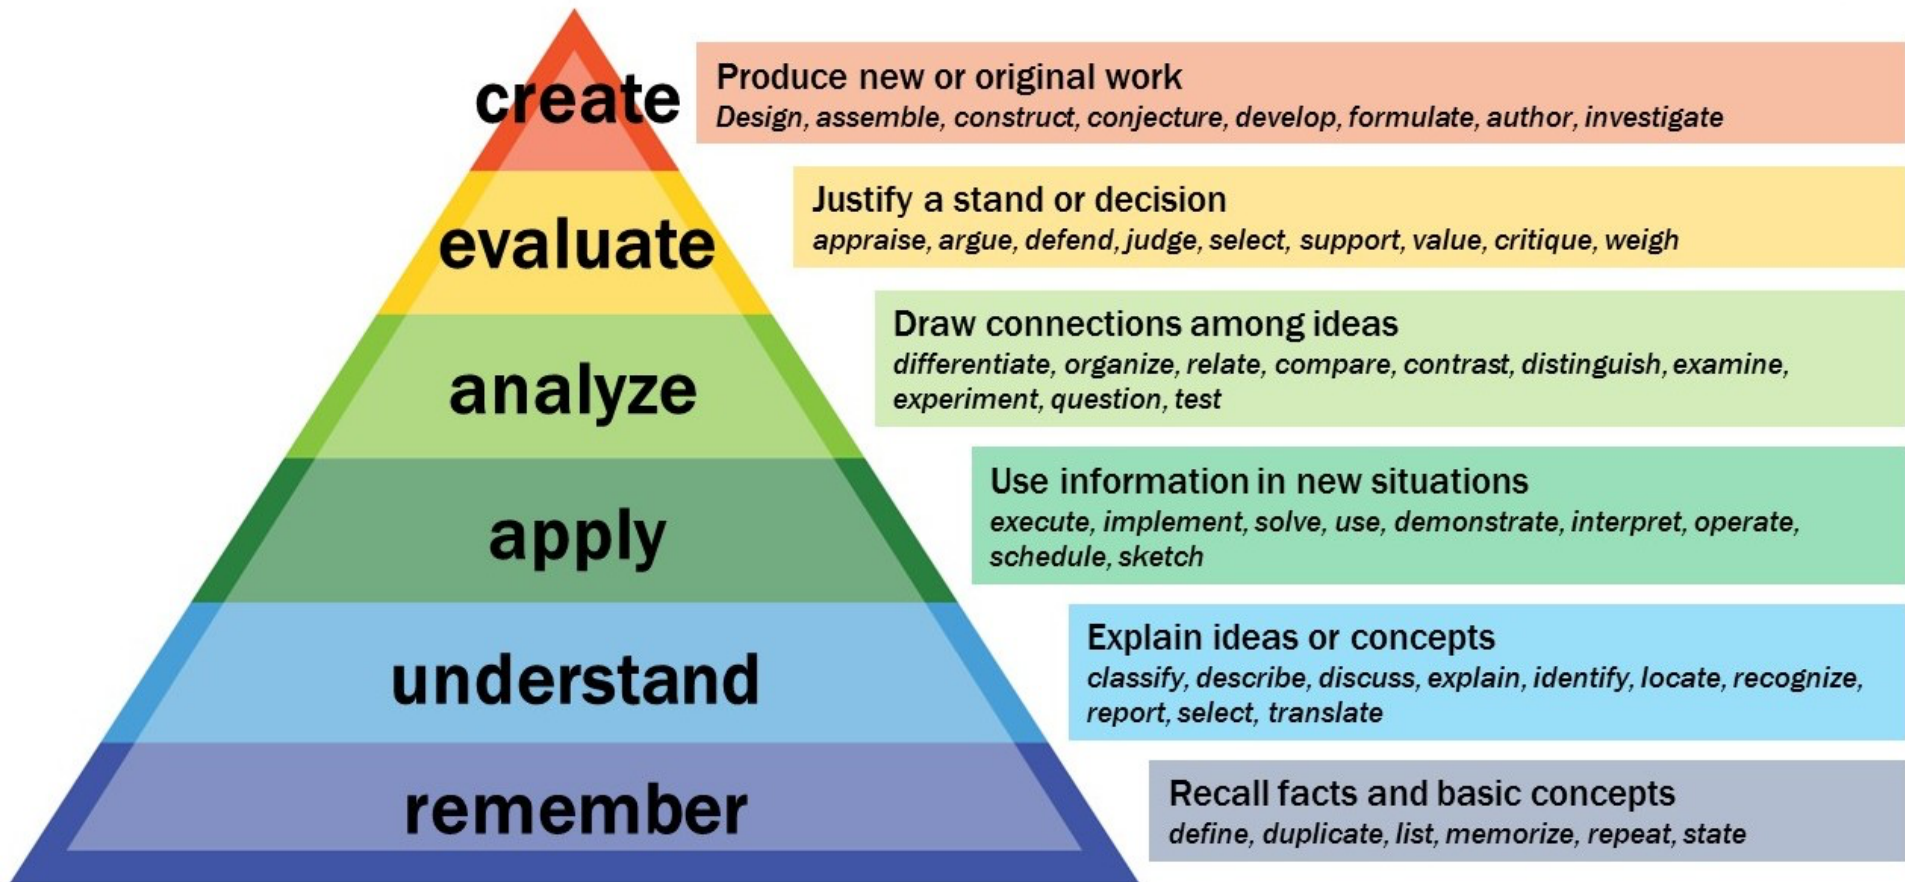 create
Produce new or original work
Design, assemble, construct, conjecture, develop, formulate, author, investigate
evaluate
Justify a stand or decision
appraise, argue, defend, judge, select, support, value, critique, weigh
analyze
Draw connections among ideas
differentiate, organize, relate, compare, contrast, distinguish, examine,
experiment, question, test
apply
Use information in new situations
execute, implement, solve, use, demonstrate, interpret, operate,
schedule, sketch
understand
Explain ideas or concepts
classify, describe, discuss, explain, identify, locate, recognize,
report, select, translate
remember
Recall facts and basic concepts
define, duplicate, list, memorize, repeat, state